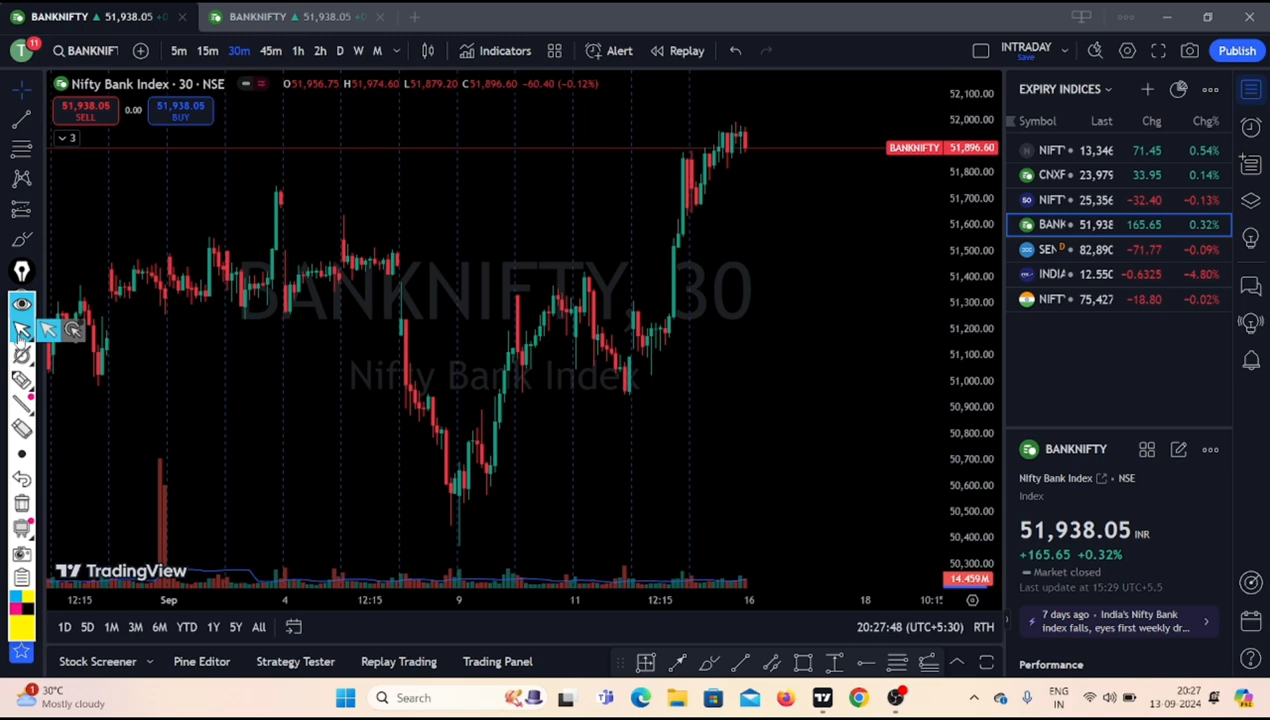 BANKNIFTY ▲ 51,938.05 +0
BANKNIFTY ▲ 51,938.05 +0
11
T
BANKNIFT
5m 15m 30m 45m 1h 2h D W M
Indicators
Alert
Replay
INTRADAY
Save
Publish
Nifty Bank Index · 30 · NSE
O51,956.75 H51,974.60 L51,879.20 C51,896.60 −60.40 (−0.12%)
51,938.05
SELL
0.00
51,938.05
BUY
3
BANKNIFTY, 30
Nifty Bank Index
TradingView
52,100.00
52,000.00
BANKNIFTY 51,896.60
51,800.00
51,700.00
51,600.00
51,500.00
51,400.00
51,300.00
51,200.00
51,100.00
51,000.00
50,900.00
50,800.00
50,700.00
50,600.00
50,500.00
50,400.00
50,300.00
14.459M
12:15 Sep 4 12:15 9 11 12:15 16 18 10:15
1D 5D 1M 3M 6M YTD 1Y 5Y All
20:27:48 (UTC+5:30) RTH
Stock Screener
Pine Editor
Strategy Tester
Replay Trading
Trading Panel
EXPIRY INDICES
Symbol Last Chg Chg%
NIFT 13,346 71.45 0.54%
CNXF 23,979 33.95 0.14%
NIFT 25,356 −32.40 −0.13%
BANK 51,938 165.65 0.32%
SEN D 82,890 −71.77 −0.09%
INDIA 12.550 −0.6325 −4.80%
NIFT 75,427 −18.80 −0.02%
BANKNIFTY
Nifty Bank Index • NSE
Index
51,938.05 INR
+165.65 +0.32%
Market closed
Last update at 15:29 UTC+5.5
7 days ago • India's Nifty Bank
index falls, eyes first weekly dr...
Performance
1
30°C
Mostly cloudy
Search
ENG
IN
20:27
13-09-2024